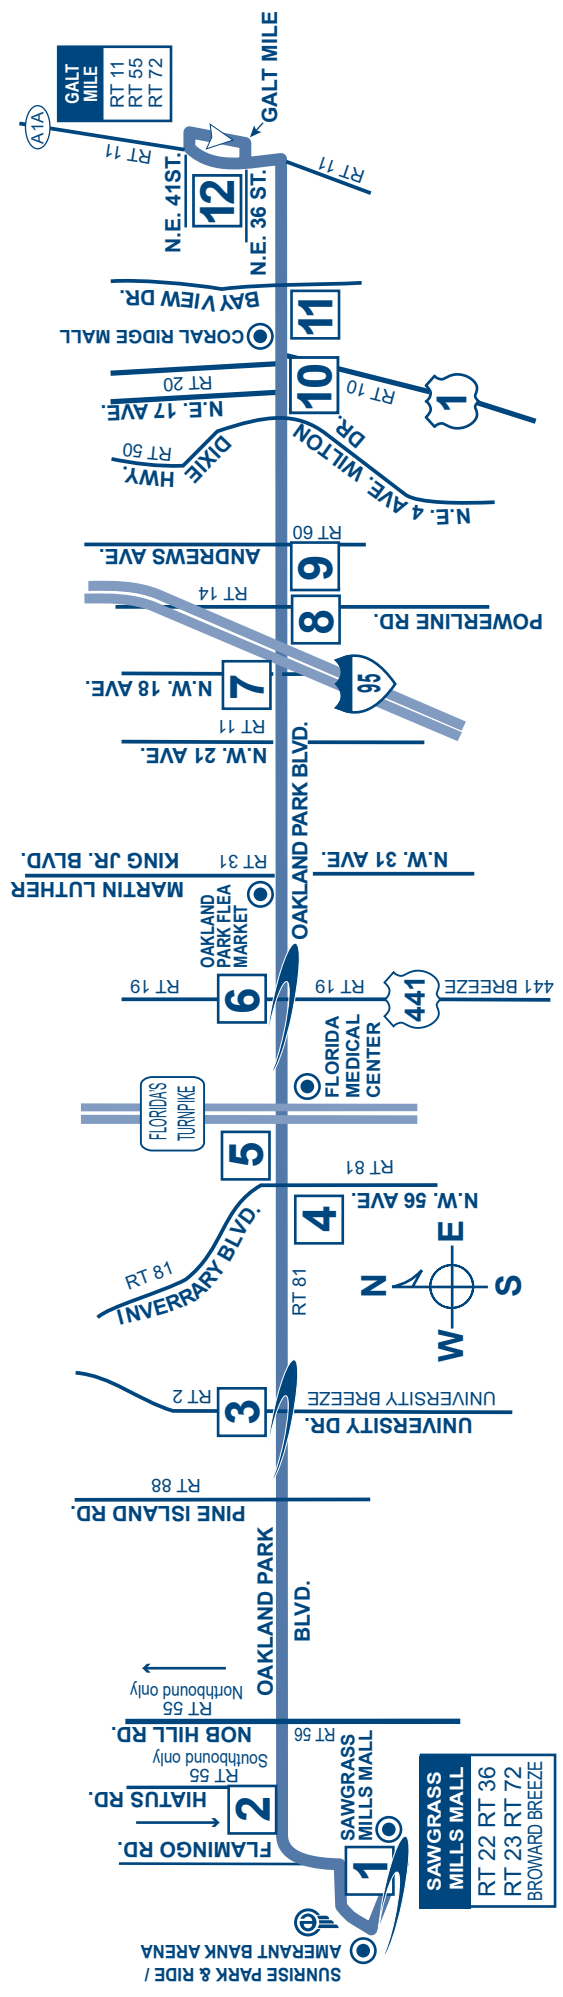 SUNRISE PARK & RIDE /
AMERANT BANK ARENA
1
SAWGRASS
MILLS MALL
SAWGRASS
MILLS MALL
RT 22 RT 36
RT 23 RT 72
BROWARD BREEZE
FLAMINGO RD.
2
HIATUS RD.
RT 55
Southbound only
NOB HILL RD.
RT 55
Northbound only
RT 56
OAKLAND PARK
BLVD.
PINE ISLAND RD.
RT 88
UNIVERSITY DR.
UNIVERSITY BREEZE
3
RT 2
N
W
E
S
INVERRARY BLVD.
RT 81
RT 81
4
N.W. 56 AVE.
RT 81
5
FLORIDA'S
TURNPIKE
FLORIDA
MEDICAL
CENTER
6
RT 19
RT 19
441
441 BREEZE
OAKLAND
PARK FLEA
MARKET
MARTIN LUTHER
KING JR. BLVD.
RT 31
N.W. 31 AVE.
OAKLAND PARK BLVD.
N.W. 21 AVE.
RT 11
N.W. 18 AVE.
7
95
8
POWERLINE RD.
RT 14
9
ANDREWS AVE.
RT 60
DIXIE
HWY.
RT 50
N.E. 4 AVE. WILTON
DR.
N.E. 17 AVE.
RT 20
10
RT 10
1
CORAL RIDGE MALL
11
BAY VIEW DR.
12
N.E. 41ST.
N.E. 36 ST.
RT 11
RT 11
A1A
GALT MILE
GALT
MILE
RT 11
RT 55
RT 72